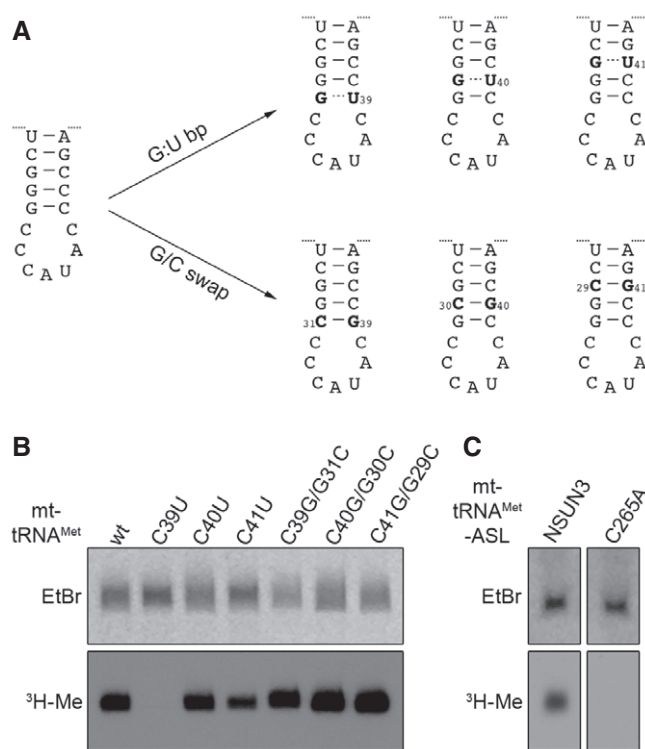 A
U A
C G
G C
G C
G C
C C
C A
C A U
G:U bp
G/C swap
U A
C G
G C
G C
G U39
C C
C A
C A U
U A
C G
G C
G U40
G C
C C
C A
C A U
U A
C G
G U41
G C
G C
C C
C A
C A U
U A
C G
G C
G C
31C G39
C C
C A
C A U
U A
C G
G C
30C G40
G C
C C
C A
C A U
U A
C G
29C G41
G C
G C
C C
C A
C A U
B
mt-
tRNAMet
wt
C39U
C40U
C41U
C39G/G31C
C40G/G30C
C41G/G29C
EtBr
3H-Me
C
mt-
tRNAMet
-ASL
NSUN3
C265A
EtBr
3H-Me